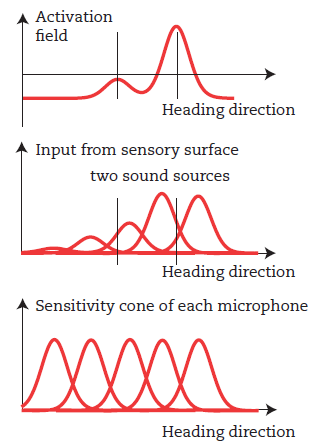 Activation
field
Heading direction
Input from sensory surface
two sound sources
Heading direction
Sensitivity cone of each microphone
Heading direction